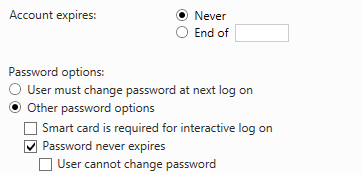 Account expires: Never
End of
Password options:
User must change password at next log on
Other password options
Smart card is required for interactive log on
Password never expires
User cannot change password